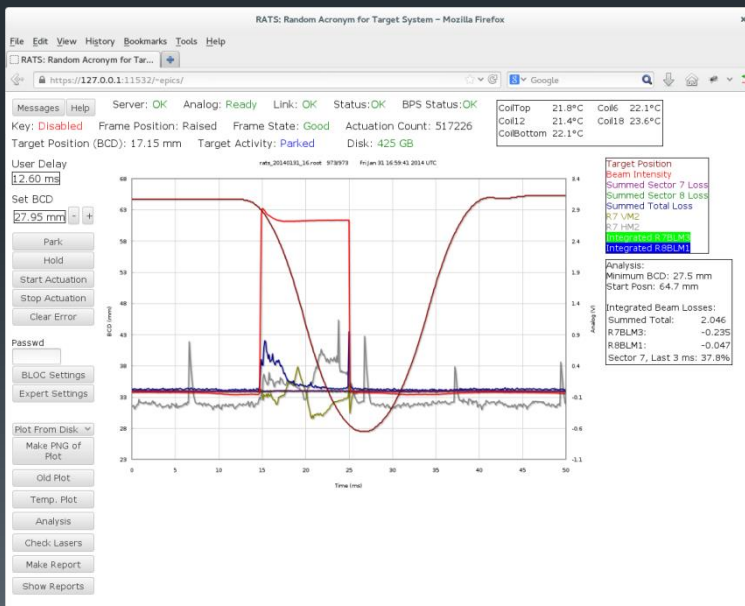 RATS: Random Acronym for Target System - Mozilla Firefox
File Edit View History Bookmarks Tools Help
RATS: Random Acronym for Tar...
https://127.0.0.1:11532/~epics/
Google
Messages Help Server: OK Analog: Ready Link: OK Status:OK BPS Status:OK
Key: Disabled Frame Position: Raised Frame State: Good Actuation Count: 517226
Target Position (BCD): 17.15 mm Target Activity: Parked Disk: 425 GB
CoilTop 21.8°C Coil6 22.1°C
Coil12 21.4°C Coil18 23.6°C
CoilBottom 22.1°C
User Delay
12.60 ms
Set BCD
27.95 mm - +
Park
Hold
Start Actuation
Stop Actuation
Clear Error
Passwd
BLOC Settings
Expert Settings
Plot From Disk
Make PNG of
Plot
Old Plot
Temp. Plot
Analysis
Check Lasers
Make Report
Show Reports
rats_20140131_16.root 973/973 Fri Jan 31 16:59:41 2014 UTC
68
63
58
53
48
43
38
33
28
23
BCD (mm)
0 5 10 15 20 25 30 35 40 45 50
Time (ms)
3.4
2.9
2.4
1.9
1.4
0.9
0.4
-0.1
-0.6
-1.1
Analog (V)
Target Position
Beam Intensity
Summed Sector 7 Loss
Summed Sector 8 Loss
Summed Total Loss
R7 VM2
R7 HM2
Integrated R7BLM3
Integrated R8BLM1
Analysis:
Minimum BCD: 27.5 mm
Start Posn: 64.7 mm
Integrated Beam Losses:
Summed Total: 2.046
R7BLM3: -0.235
R8BLM1: -0.047
Sector 7, Last 3 ms: 37.8%